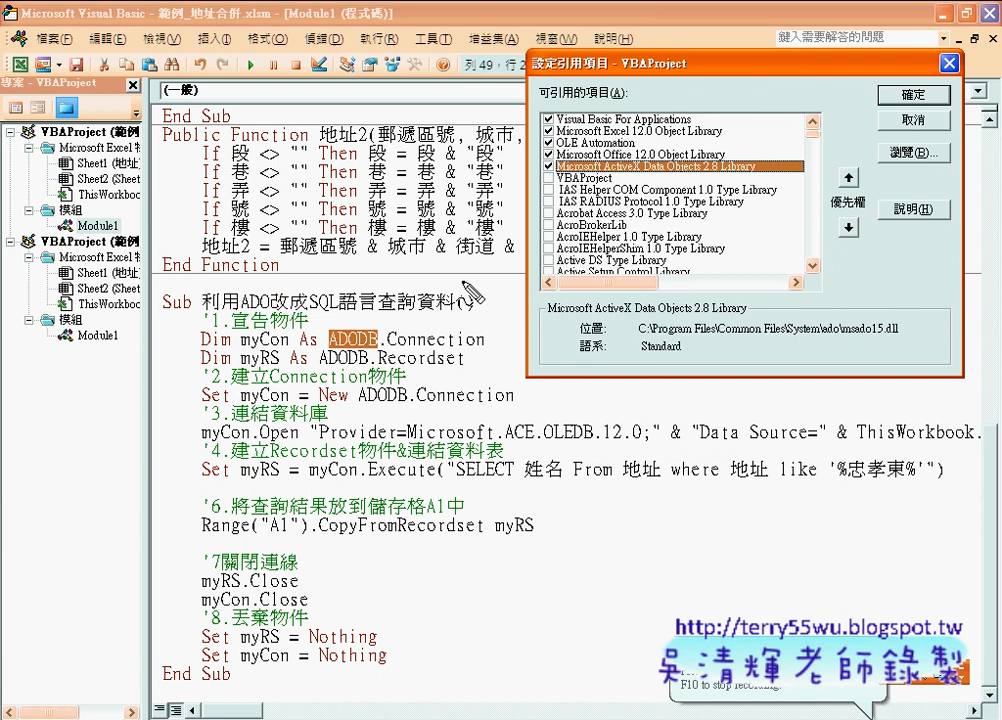 Microsoft Visual Basic - 範例_地址合併.xlsm - [Module1 (程式碼)]
檔案(F) 編輯(E) 檢視(V) 插入(I) 格式(O) 偵錯(D) 執行(R) 工具(T) 增益集(A) 視窗(W) 說明(H) 鍵入需要解答的問題
列 49，行 2
專案 - VBAProject
VBAProject (範例
Microsoft Excel 物
Sheet1 (地址
Sheet2 (Sheet
ThisWorkbo
模組
Module1
VBAProject (範例
Microsoft Excel 物
Sheet1 (地址
Sheet2 (Sheet
ThisWorkbo
模組
Module1
(一般)
End Sub
Public Function 地址2(郵遞區號, 城市,
If 段 <> "" Then 段 = 段 & "段"
If 巷 <> "" Then 巷 = 巷 & "巷"
If 弄 <> "" Then 弄 = 弄 & "弄"
If 號 <> "" Then 號 = 號 & "號"
If 樓 <> "" Then 樓 = 樓 & "樓"
地址2 = 郵遞區號 & 城市 & 街道 &
End Function
Sub 利用ADO改成SQL語言查詢資料()
'1.宣告物件
Dim myCon As ADODB.Connection
Dim myRS As ADODB.Recordset
'2.建立Connection物件
Set myCon = New ADODB.Connection
'3.連結資料庫
myCon.Open "Provider=Microsoft.ACE.OLEDB.12.0;" & "Data Source=" & ThisWorkbook.
'4.建立Recordset物件&連結資料表
Set myRS = myCon.Execute("SELECT 姓名 From 地址 where 地址 like '%忠孝東%'")
'6.將查詢結果放到儲存格A1中
Range("A1").CopyFromRecordset myRS
'7關閉連線
myRS.Close
myCon.Close
'8.丟棄物件
Set myRS = Nothing
Set myCon = Nothing
End Sub
設定引用項目 - VBAProject
可引用的項目(A):
Visual Basic For Applications
Microsoft Excel 12.0 Object Library
OLE Automation
Microsoft Office 12.0 Object Library
Microsoft ActiveX Data Objects 2.8 Library
VBAProject
IAS Helper COM Component 1.0 Type Library
IAS RADIUS Protocol 1.0 Type Library
Acrobat Access 3.0 Type Library
AcroBrokerLib
AcroIEHelper 1.0 Type Library
AcroIEHelperShim 1.0 Type Library
Active DS Type Library
Active Setup Control Library
確定
取消
瀏覽(B)...
優先權
說明(H)
Microsoft ActiveX Data Objects 2.8 Library
位置: C:\Program Files\Common Files\System\ado\msado15.dll
語系: Standard
http://terry55wu.blogspot.tw
吳清輝老師錄製
F10 to stop recording.